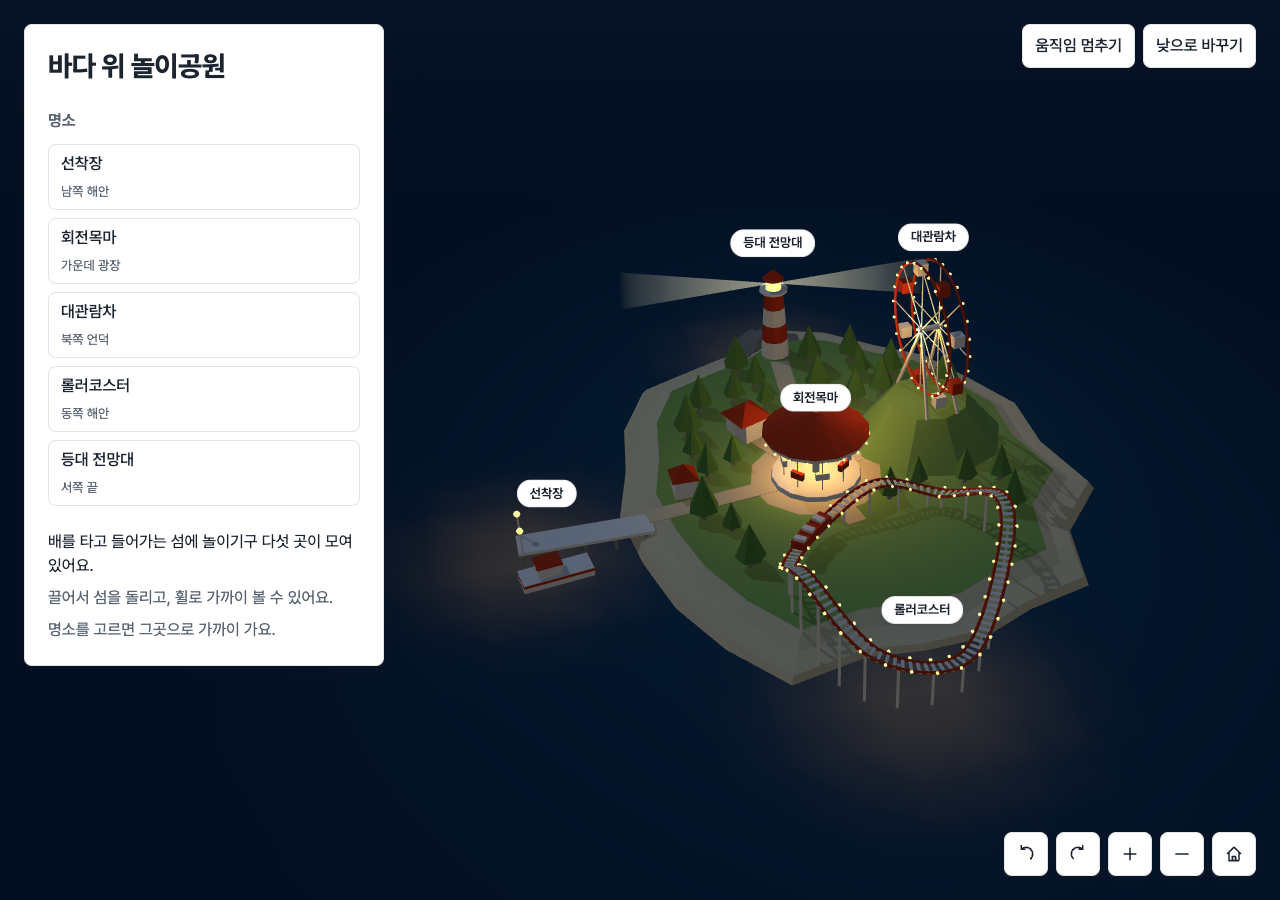 바다 위 놀이공원
명소
선착장
남쪽 해안
회전목마
가운데 광장
대관람차
북쪽 언덕
롤러코스터
동쪽 해안
등대 전망대
서쪽 끝
배를 타고 들어가는 섬에 놀이기구 다섯 곳이 모여
있어요.
끌어서 섬을 돌리고, 휠로 가까이 볼 수 있어요.
명소를 고르면 그곳으로 가까이 가요.
움직임 멈추기
낮으로 바꾸기
등대 전망대
대관람차
회전목마
선착장
롤러코스터